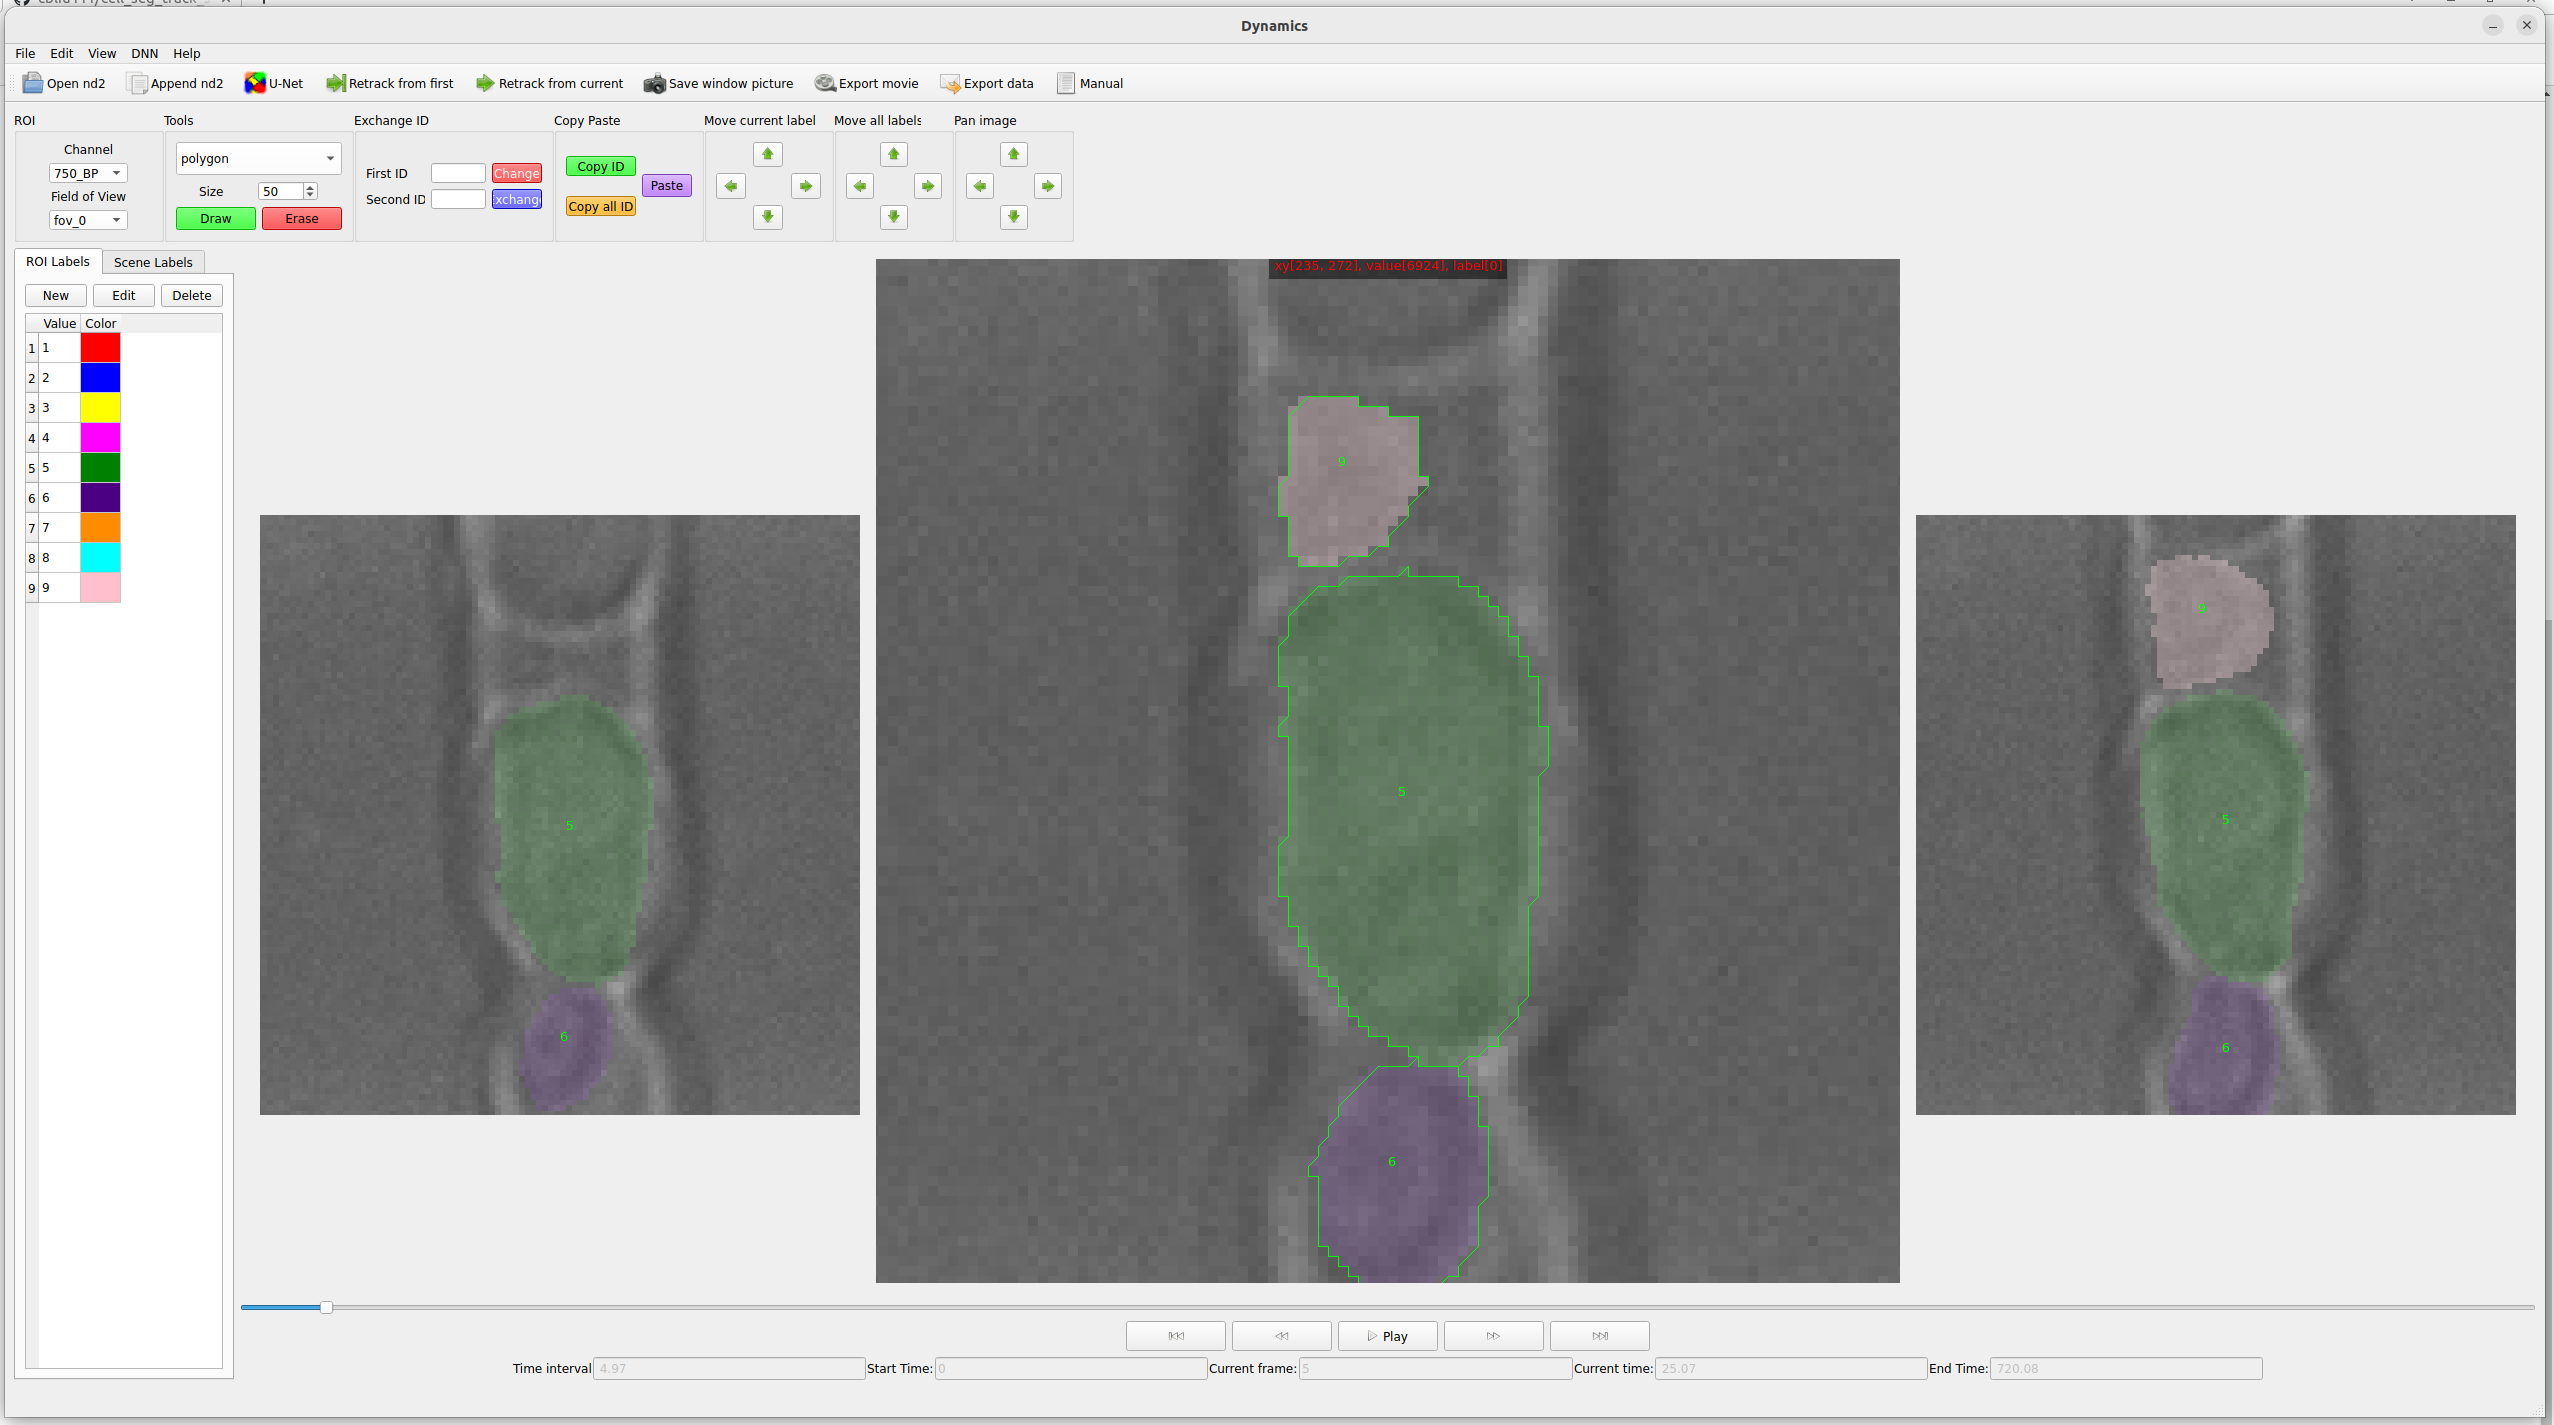 Dynamics
File Edit View DNN Help
Open nd2 Append nd2 U-Net Retrack from first Retrack from current Save window picture Export movie Export data Manual
ROI Tools Exchange ID Copy Paste Move current label Move all labels Pan image
Channel
750_BP
Field of View
fov_0
polygon
Size 50
Draw Erase
First ID Change
Second ID xchang
Copy ID
Copy all ID
Paste
ROI Labels Scene Labels
New Edit Delete
Value Color
1 1
2 2
3 3
4 4
5 5
6 6
7 7
8 8
9 9
5
6
xy[235, 272], value[6924], label[0]
9
5
6
9
5
6
Play
Time interval 4.97 Start Time: 0 Current frame: 5 Current time: 25.07 End Time: 720.08